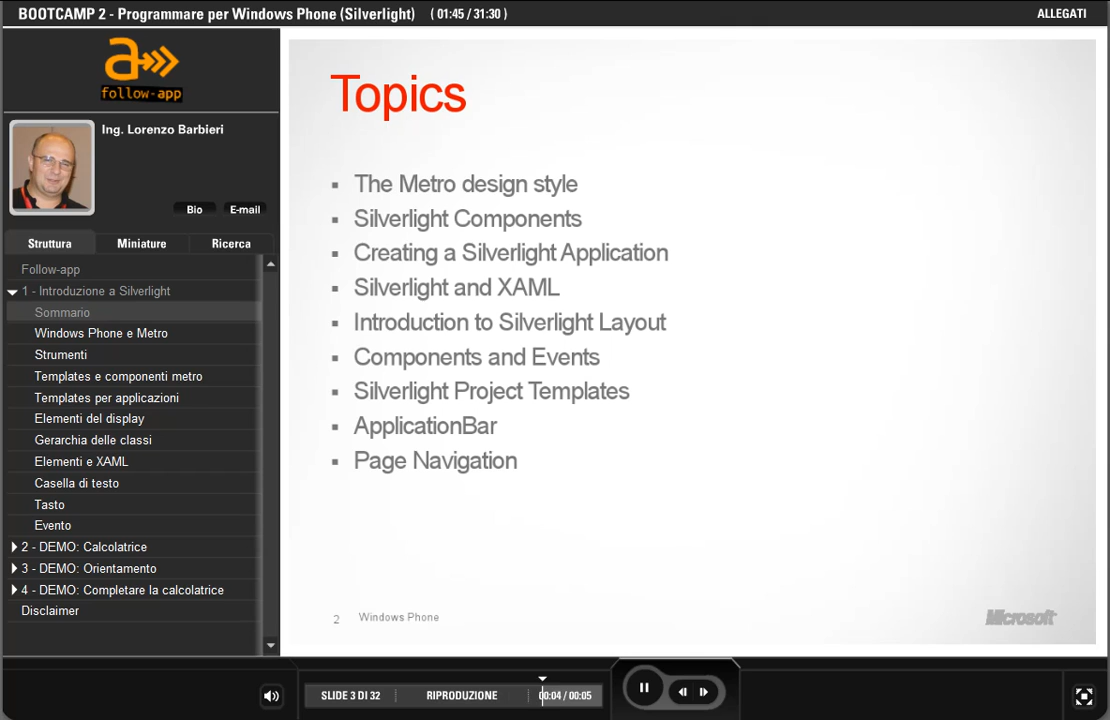 BOOTCAMP 2 - Programmare per Windows Phone (Silverlight) ( 01:45 / 31:30 )
ALLEGATI
a
follow-app
Ing. Lorenzo Barbieri
Bio E-mail
Struttura Miniature Ricerca
Follow-app
1 - Introduzione a Silverlight
Sommario
Windows Phone e Metro
Strumenti
Templates e componenti metro
Templates per applicazioni
Elementi del display
Gerarchia delle classi
Elementi e XAML
Casella di testo
Tasto
Evento
2 - DEMO: Calcolatrice
3 - DEMO: Orientamento
4 - DEMO: Completare la calcolatrice
Disclaimer
Topics
The Metro design style
Silverlight Components
Creating a Silverlight Application
Silverlight and XAML
Introduction to Silverlight Layout
Components and Events
Silverlight Project Templates
ApplicationBar
Page Navigation
2 Windows Phone
Microsoft
SLIDE 3 DI 32 RIPRODUZIONE 00:04 / 00:05